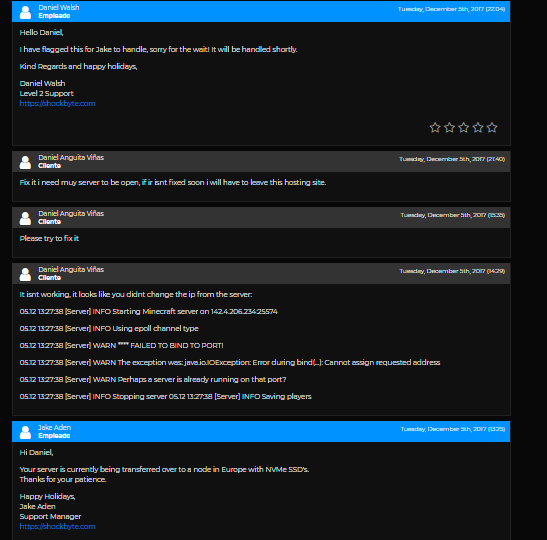 Daniel Walsh
Empleado
Tuesday, December 5th, 2017 (22:04)
Hello Daniel,
I have flagged this for Jake to handle, sorry for the wait! It will be handled shortly.
Kind Regards and happy holidays,
Daniel Walsh
Level 2 Support
https://shockbyte.com
Daniel Anguita Viñas
Cliente
Tuesday, December 5th, 2017 (21:40)
Fix it i need muy server to be open, if ir isnt fixed soon i will have to leave this hosting site.
Daniel Anguita Viñas
Cliente
Tuesday, December 5th, 2017 (15:35)
Please try to fix it
Daniel Anguita Viñas
Cliente
Tuesday, December 5th, 2017 (14:29)
It isnt working, it looks like you didnt change the ip from the server:
05.12 13:27:38 [Server] INFO Starting Minecraft server on 142.4.206.234:25574
05.12 13:27:38 [Server] INFO Using epoll channel type
05.12 13:27:38 [Server] WARN **** FAILED TO BIND TO PORT!
05.12 13:27:38 [Server] WARN The exception was: java.io.IOException: Error during bind(...): Cannot assign requested address
05.12 13:27:38 [Server] WARN Perhaps a server is already running on that port?
05.12 13:27:38 [Server] INFO Stopping server 05.12 13:27:38 [Server] INFO Saving players
Jake Aden
Empleado
Tuesday, December 5th, 2017 (13:25)
Hi Daniel,
Your server is currently being transferred over to a node in Europe with NVMe SSD's.
Thanks for your patience.
Happy Holidays,
Jake Aden
Support Manager
https://shockbyte.com